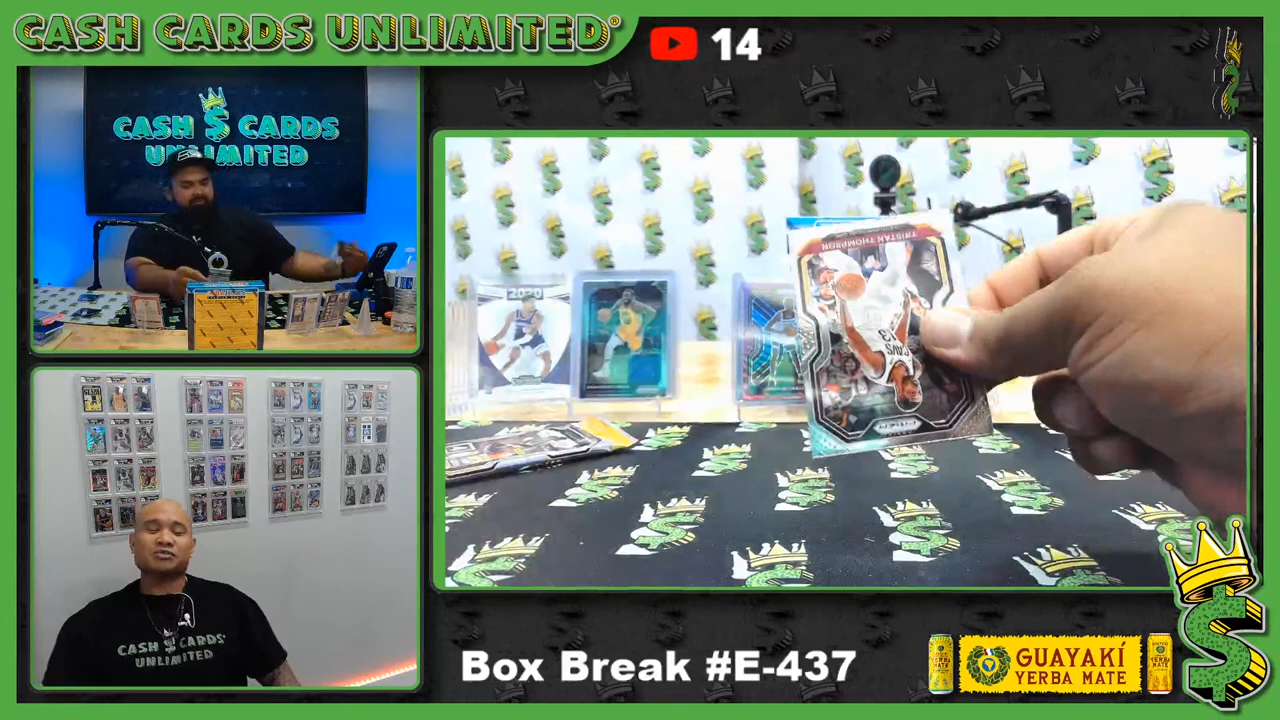 CASH CARDS UNLIMITED®
14
CASH $ CARDS
UNLIMITED
TRISTAN THOMPSON
2020
PRIZM
CASH $ CARDS
UNLIMITED
Box Break #E-437
GUAYAKÍ
YERBA MATE
YERBA
MATE
YERBA
MATE